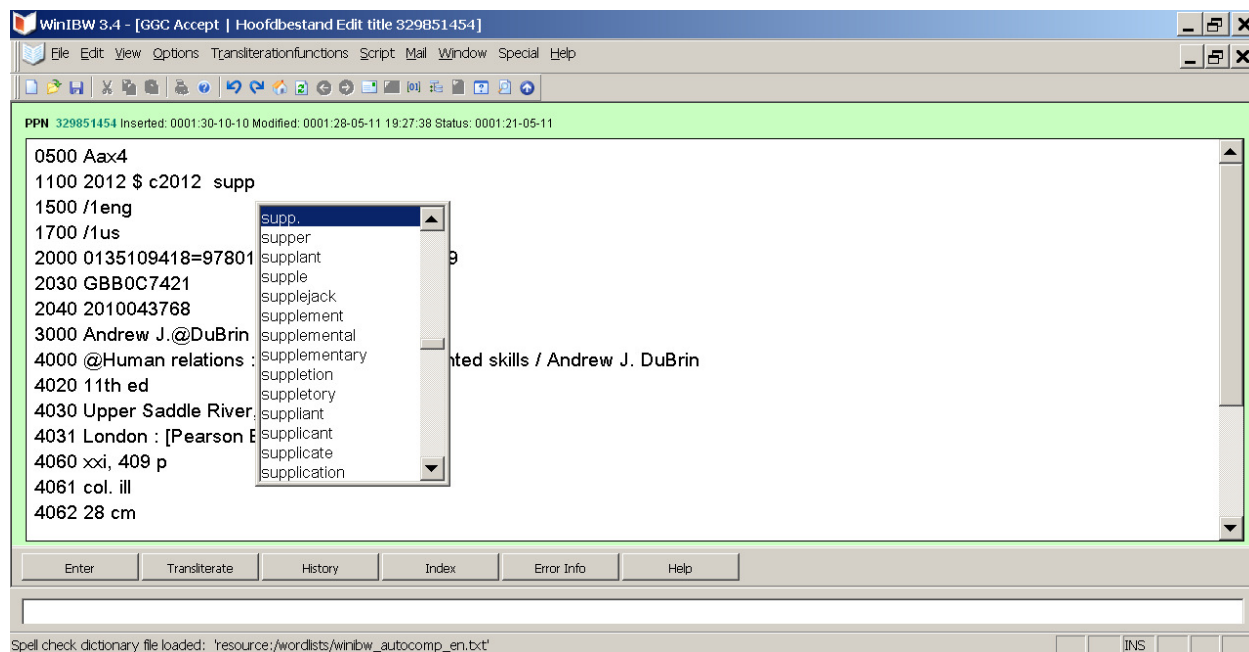 WinIBW 3.4 - [GGC Accept | Hoofdbestand Edit title 329851454]
File Edit View Options Transliterationfunctions Script Mail Window Special Help
PPN 329851454 Inserted: 0001:30-10-10 Modified: 0001:28-05-11 19:27:38 Status: 0001:21-05-11
0500 Aax4
1100 2012 $ c2012 supp
1500 /1eng
1700 /1us
2000 0135109418=97801 9
2030 GBB0C7421
2040 2010043768
3000 Andrew J.@DuBrin
4000 @Human relations : nted skills / Andrew J. DuBrin
4020 11th ed
4030 Upper Saddle River,
4031 London : [Pearson E
4060 xxi, 409 p
4061 col. ill
4062 28 cm
supp.
supper
supplant
supple
supplejack
supplement
supplemental
supplementary
suppletion
suppletory
suppliant
supplicant
supplicate
supplication
Enter Transliterate History Index Error Info Help
Spell check dictionary file loaded: 'resource:/wordlists/winibw_autocomp_en.txt' INS